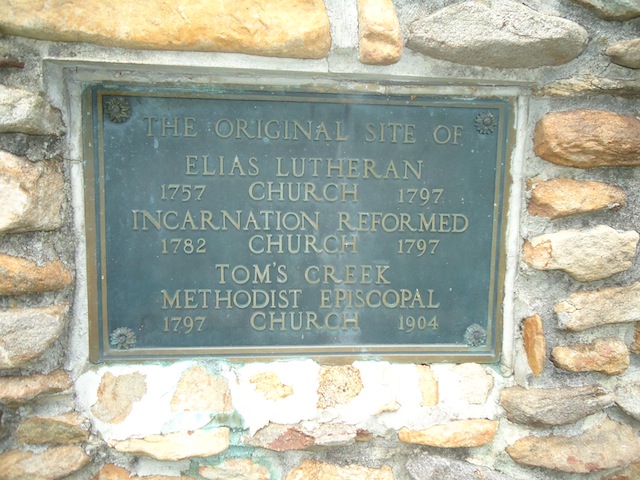 THE ORIGINAL SITE OF
ELIAS LUTHERAN
1757 CHURCH 1797
INCARNATION REFORMED
1782 CHURCH 1797
TOM'S CREEK
METHODIST EPISCOPAL
1797 CHURCH 1904